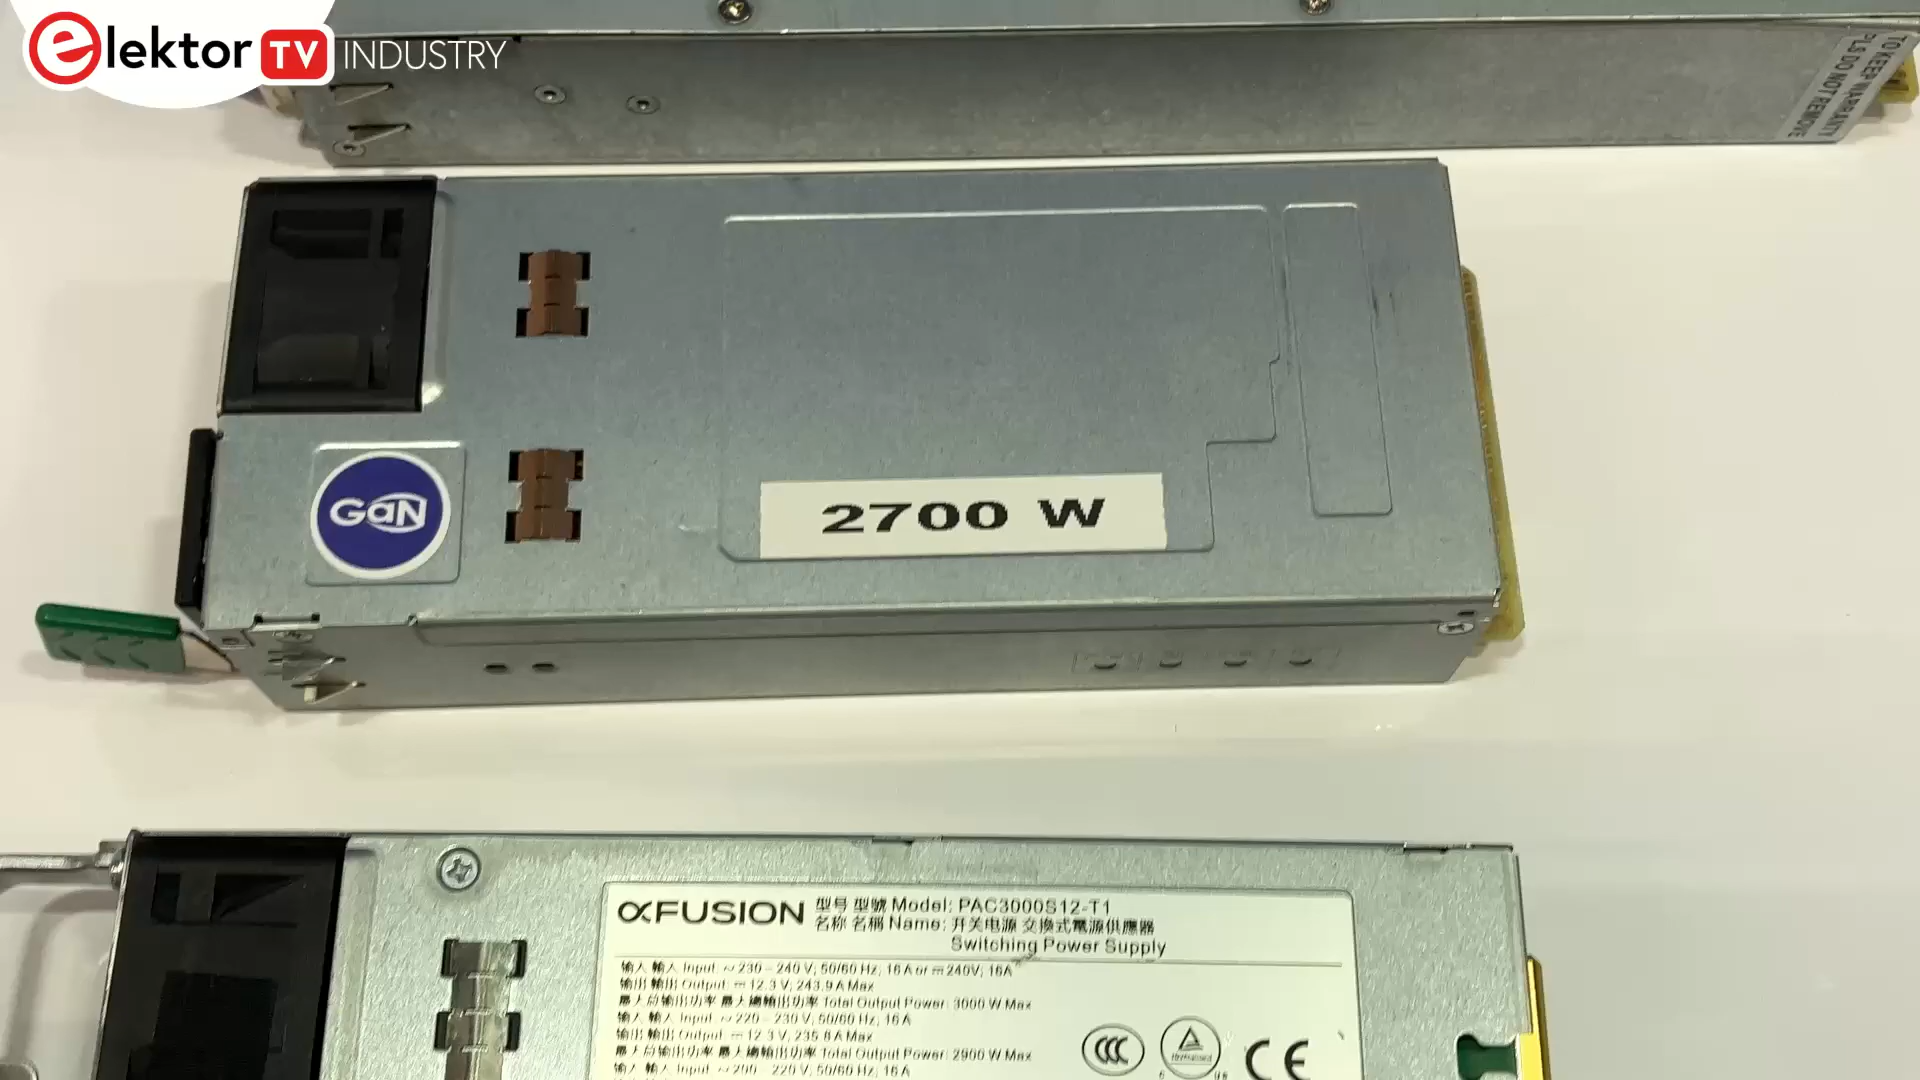 elektor TV INDUSTRY
TO KEEP WARRANTY
PLS DO NOT REMOVE
GaN
2700 W
XFUSION 型号 型號 Model: PAC3000S12-T1
名称 名稱 Name: 开关电源 交換式電源供應器
Switching Power Supply
输入 輸入 Input: ~ 230 - 240 V; 50/60 Hz; 16 A or ⎓ 240V; 16A
输出 輸出 Output: ⎓ 12.3 V; 243.9 A Max
最大总输出功率 最大總輸出功率 Total Output Power: 3000 W Max
输入 輸入 Input: ~ 220 - 230 V; 50/60 Hz; 16 A
输出 輸出 Output: ⎓ 12.3 V; 235.8 A Max
最大总输出功率 最大總輸出功率 Total Output Power: 2900 W Max
输入 輸入 Input: ~ 200 - 220 V; 50/60 Hz; 16 A
CCC
CE